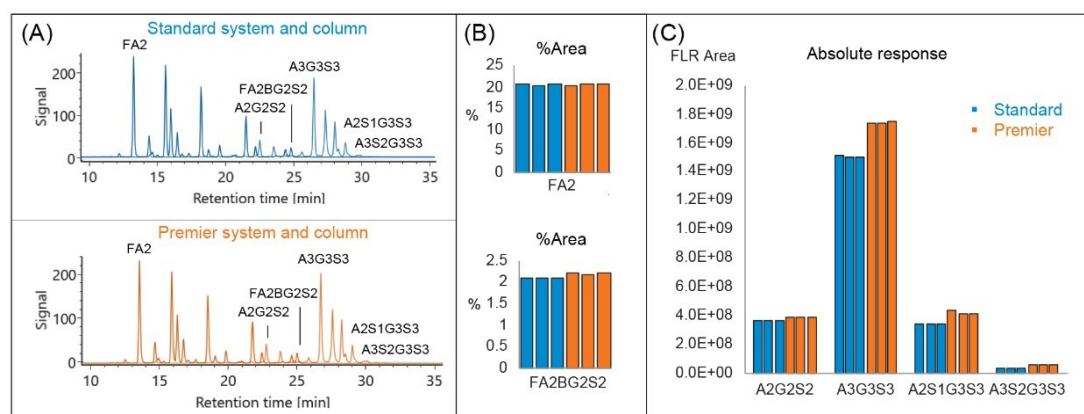 (A)
Standard system and column
FA2
A3G3S3
FA2BG2S2
A2G2S2
A2S1G3S3
A3S2G3S3
Signal
200
100
0
10 15 20 25 30 35
Retention time [min]
Premier system and column
FA2
A3G3S3
FA2BG2S2
A2G2S2
A2S1G3S3
A3S2G3S3
Signal
200
100
0
10 15 20 25 30 35
Retention time [min]
(B)
%Area
25
20
15
%
10
5
0
FA2
%Area
2.5
2
1.5
%
1
0.5
0
FA2BG2S2
(C)
FLR Area
Absolute response
2.0E+09
1.8E+09
1.6E+09
1.4E+09
1.2E+09
1.0E+09
8.0E+08
6.0E+08
4.0E+08
2.0E+08
0.0E+00
Standard
Premier
A2G2S2 A3G3S3 A2S1G3S3 A3S2G3S3